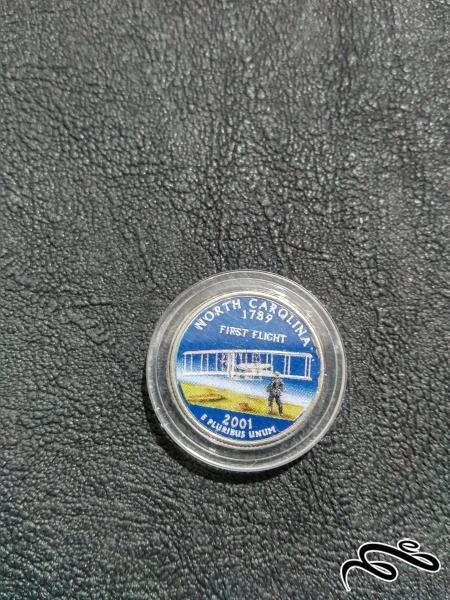 NORTH CAROLINA
1789
FIRST FLIGHT
2001
E PLURIBUS UNUM